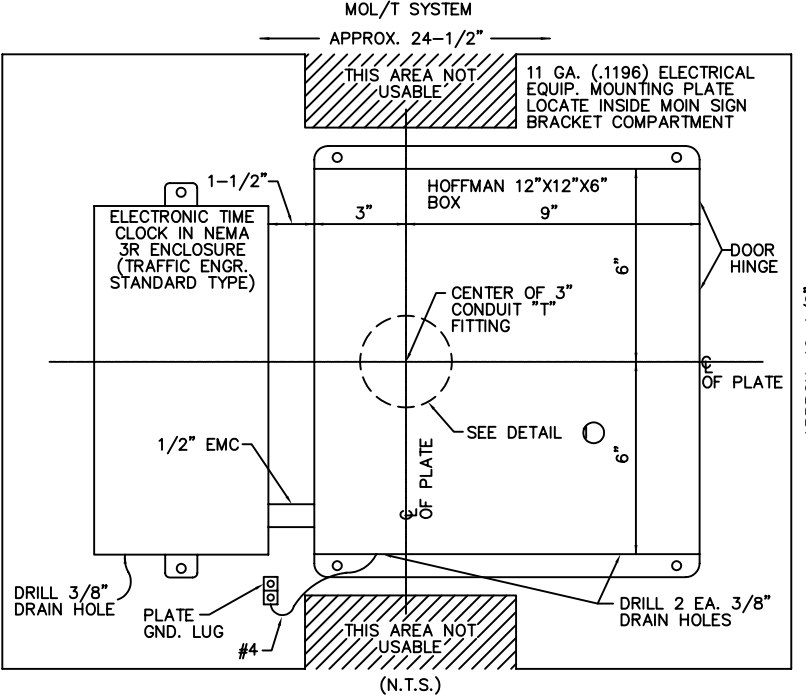 MOL/T SYSTEM
APPROX. 24-1/2"
THIS AREA NOT
USABLE
11 GA. (.1196) ELECTRICAL
EQUIP. MOUNTING PLATE
LOCATE INSIDE MOIN SIGN
BRACKET COMPARTMENT
1-1/2"
HOFFMAN 12"X12"X6"
BOX
3"
9"
ELECTRONIC TIME
CLOCK IN NEMA
3R ENCLOSURE
(TRAFFIC ENGR.
STANDARD TYPE)
6"
DOOR
HINGE
CENTER OF 3"
CONDUIT "T"
FITTING
℄
OF PLATE
SEE DETAIL
1/2" EMC
6"
℄
OF PLATE
DRILL 3/8"
DRAIN HOLE
PLATE
GND. LUG
#4
DRILL 2 EA. 3/8"
DRAIN HOLES
THIS AREA NOT
USABLE
(N.T.S.)